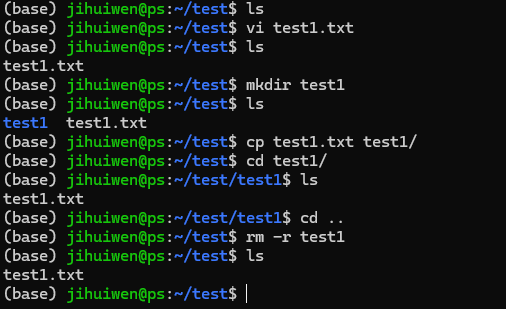 (base) jihuiwen@ps:~/test$ ls
(base) jihuiwen@ps:~/test$ vi test1.txt
(base) jihuiwen@ps:~/test$ ls
test1.txt
(base) jihuiwen@ps:~/test$ mkdir test1
(base) jihuiwen@ps:~/test$ ls
test1  test1.txt
(base) jihuiwen@ps:~/test$ cp test1.txt test1/
(base) jihuiwen@ps:~/test$ cd test1/
(base) jihuiwen@ps:~/test/test1$ ls
test1.txt
(base) jihuiwen@ps:~/test/test1$ cd ..
(base) jihuiwen@ps:~/test$ rm -r test1
(base) jihuiwen@ps:~/test$ ls
test1.txt
(base) jihuiwen@ps:~/test$